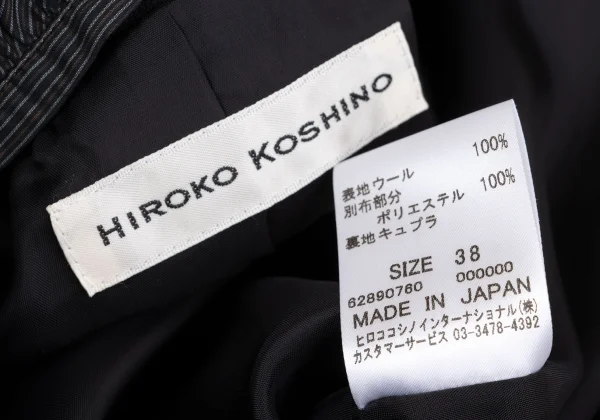 HIROKO KOSHINO
表地ウール 100%
別布部分
ポリエステル 100%
裏地キュプラ
SIZE 38
62890760 000000
MADE IN JAPAN
ヒロココシノインターナショナル(株)
カスタマーサービス 03-3478-4392